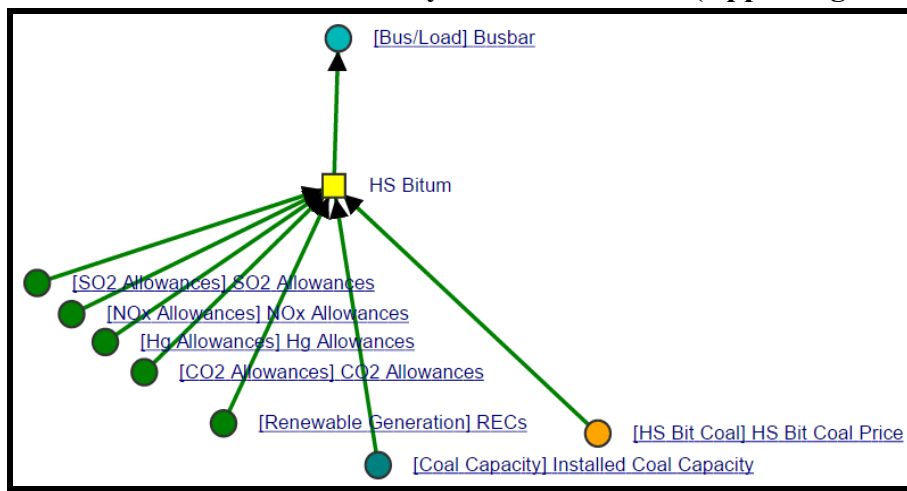 [Bus/Load] Busbar
HS Bitum
[SO2 Allowances] SO2 Allowances
[NOx Allowances] NOx Allowances
[Hg Allowances] Hg Allowances
[CO2 Allowances] CO2 Allowances
[Renewable Generation] RECs
[HS Bit Coal] HS Bit Coal Price
[Coal Capacity] Installed Coal Capacity